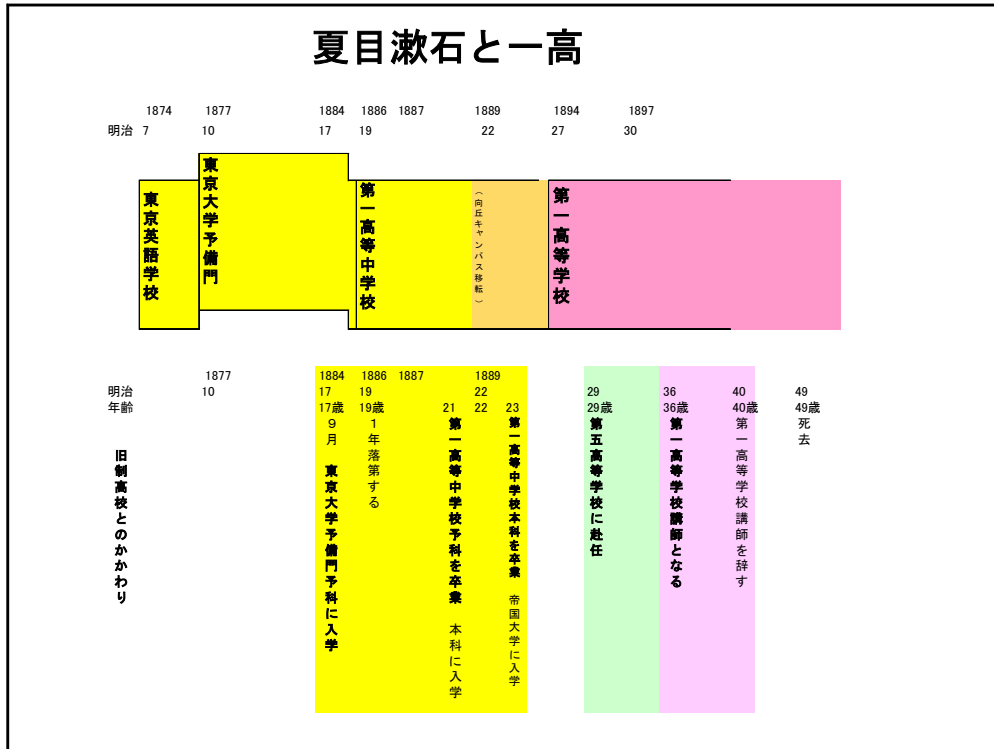 夏目漱石と一高
1874 1877 1884 1886 1887 1889 1894 1897
明治 7 10 17 19 22 27 30
東京英語学校
東京大学予備門
第一高等中学校
（向丘キャンバス移転）
第一高等学校
1877 1884 1886 1887 1889
明治 10 17 19 22 29 36 40 49
年齢 17歳 19歳 21 22 23 29歳 36歳 40歳 49歳
旧制高校とのかかわり
９月 東京大学予備門予科に入学
１年落第する
第一高等中学校予科を卒業 本科に入学
第一高等中学校本科を卒業 帝国大学に入学
第五高等学校に赴任
第一高等学校講師となる
第一高等学校講師を辞す
死去